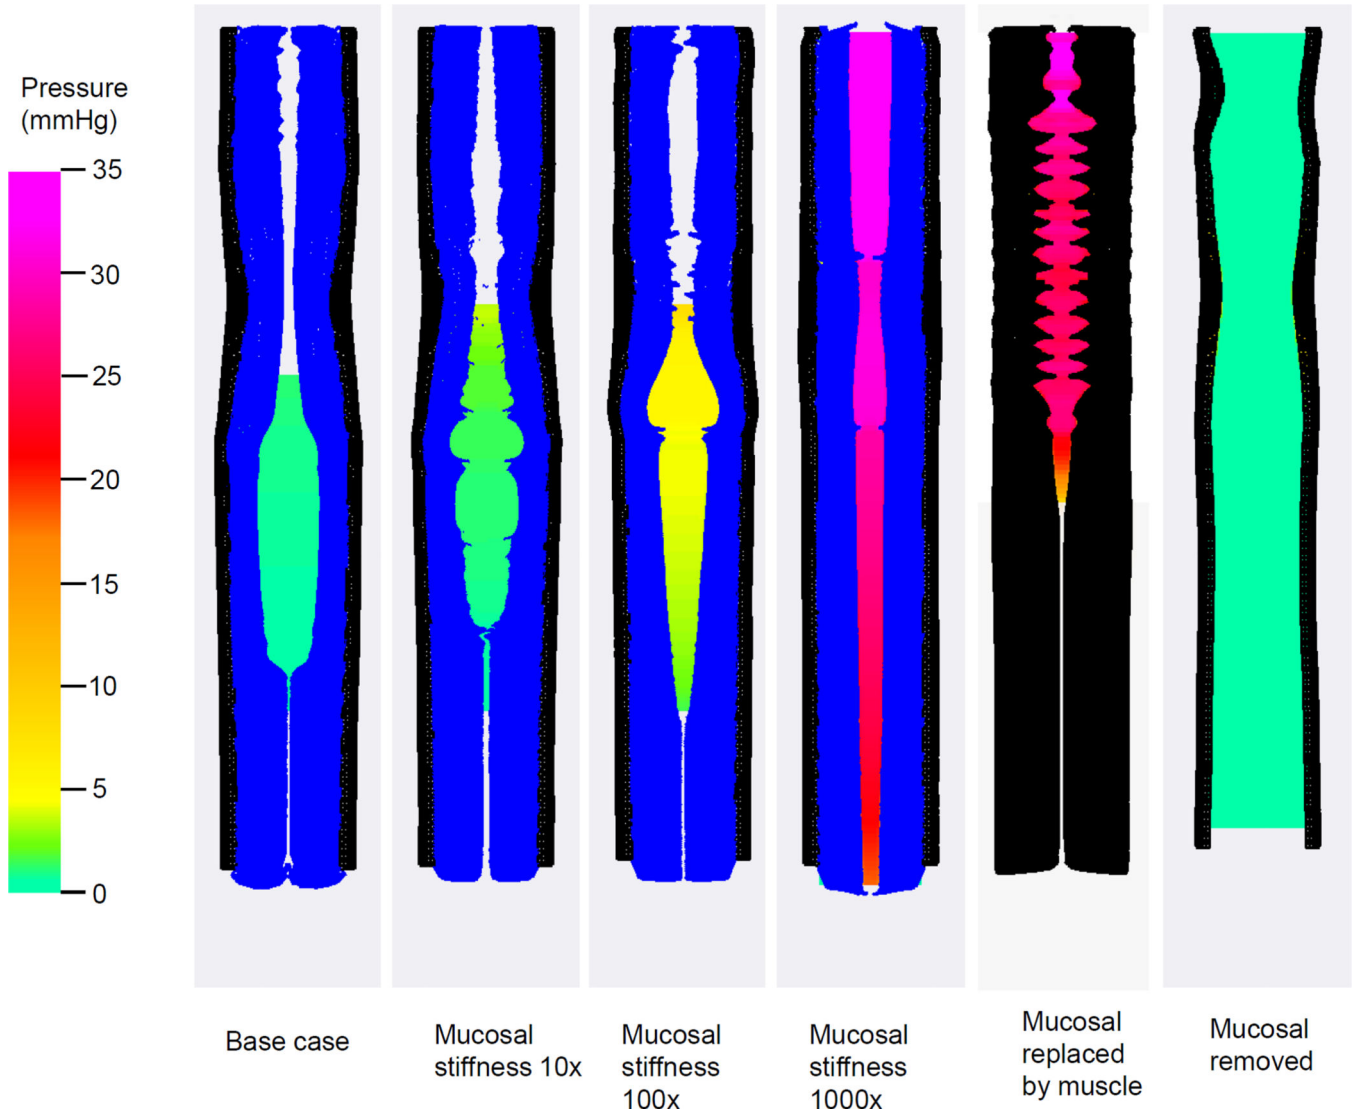 Pressure
(mmHg)
35
30
25
20
15
10
5
0
Base case
Mucosal
stiffness 10x
Mucosal
stiffness
100x
Mucosal
stiffness
1000x
Mucosal
replaced
by muscle
Mucosal
removed